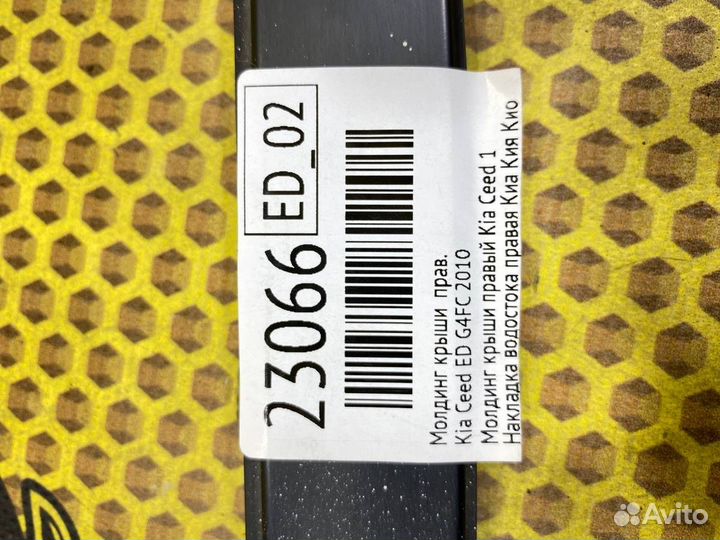 23066 ED_02
Молдинг крыши прав.
Kia Ceed ED G4FC 2010
Молдинг крыши правый Kia Ceed 1
Накладка водостока правая Киа Кия Кио
Avito